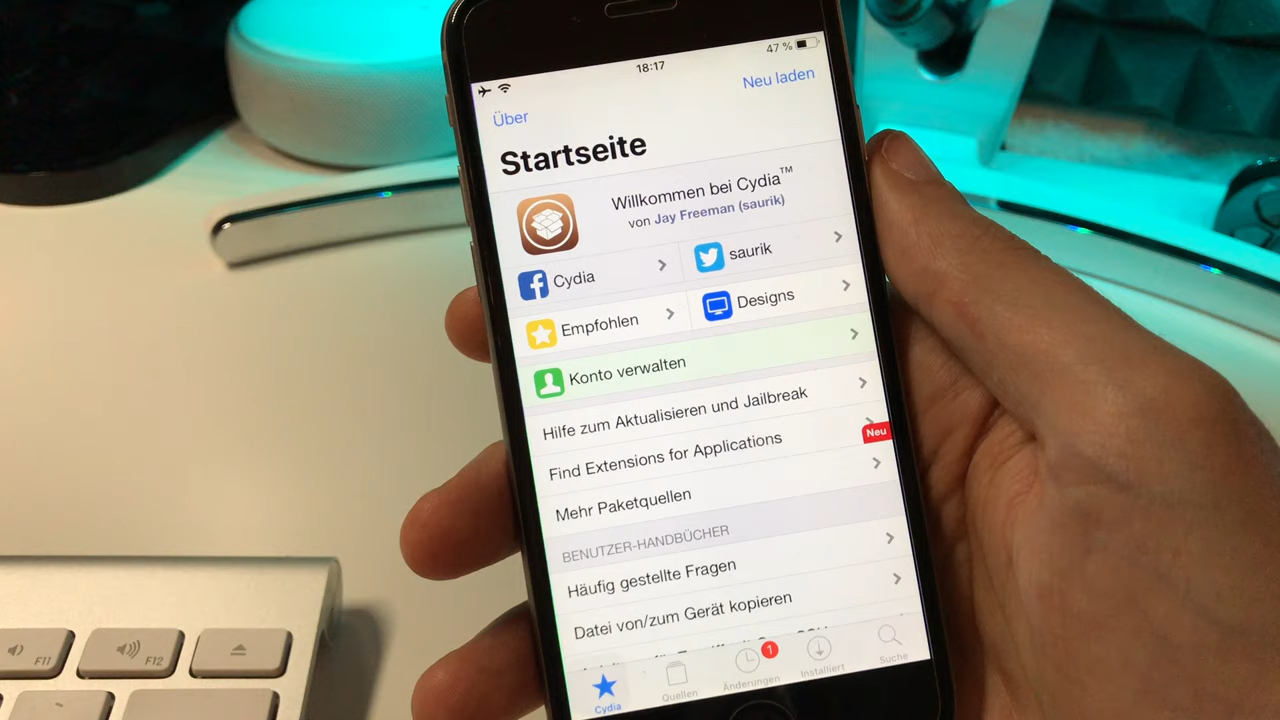 18:17
47 %
Über
Neu laden
Startseite
Willkommen bei Cydia™
von Jay Freeman (saurik)
Cydia
saurik
Empfohlen
Designs
Konto verwalten
Hilfe zum Aktualisieren und Jailbreak
Find Extensions for Applications
Neu
Mehr Paketquellen
BENUTZER-HANDBÜCHER
Häufig gestellte Fragen
Datei von/zum Gerät kopieren
Cydia
Quellen
1
Änderungen
Installiert
Suche
F11
F12